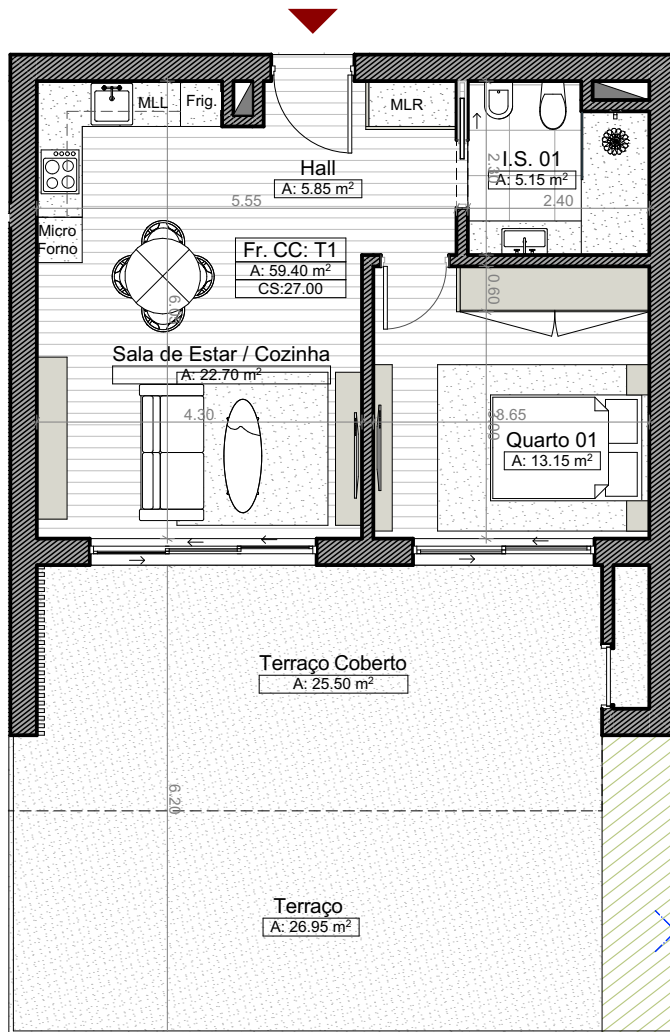 MLL
Frig.
MLR
Hall
A: 5.85 m²
I.S. 01
A: 5.15 m²
2.30
5.55
2.40
Micro
Forno
Fr. CC: T1
A: 59.40 m²
CS:27.00
0.60
Sala de Estar / Cozinha
A: 22.70 m²
4.30
3.65
Quarto 01
A: 13.15 m²
Terraço Coberto
A: 25.50 m²
6.20
Terraço
A: 26.95 m²